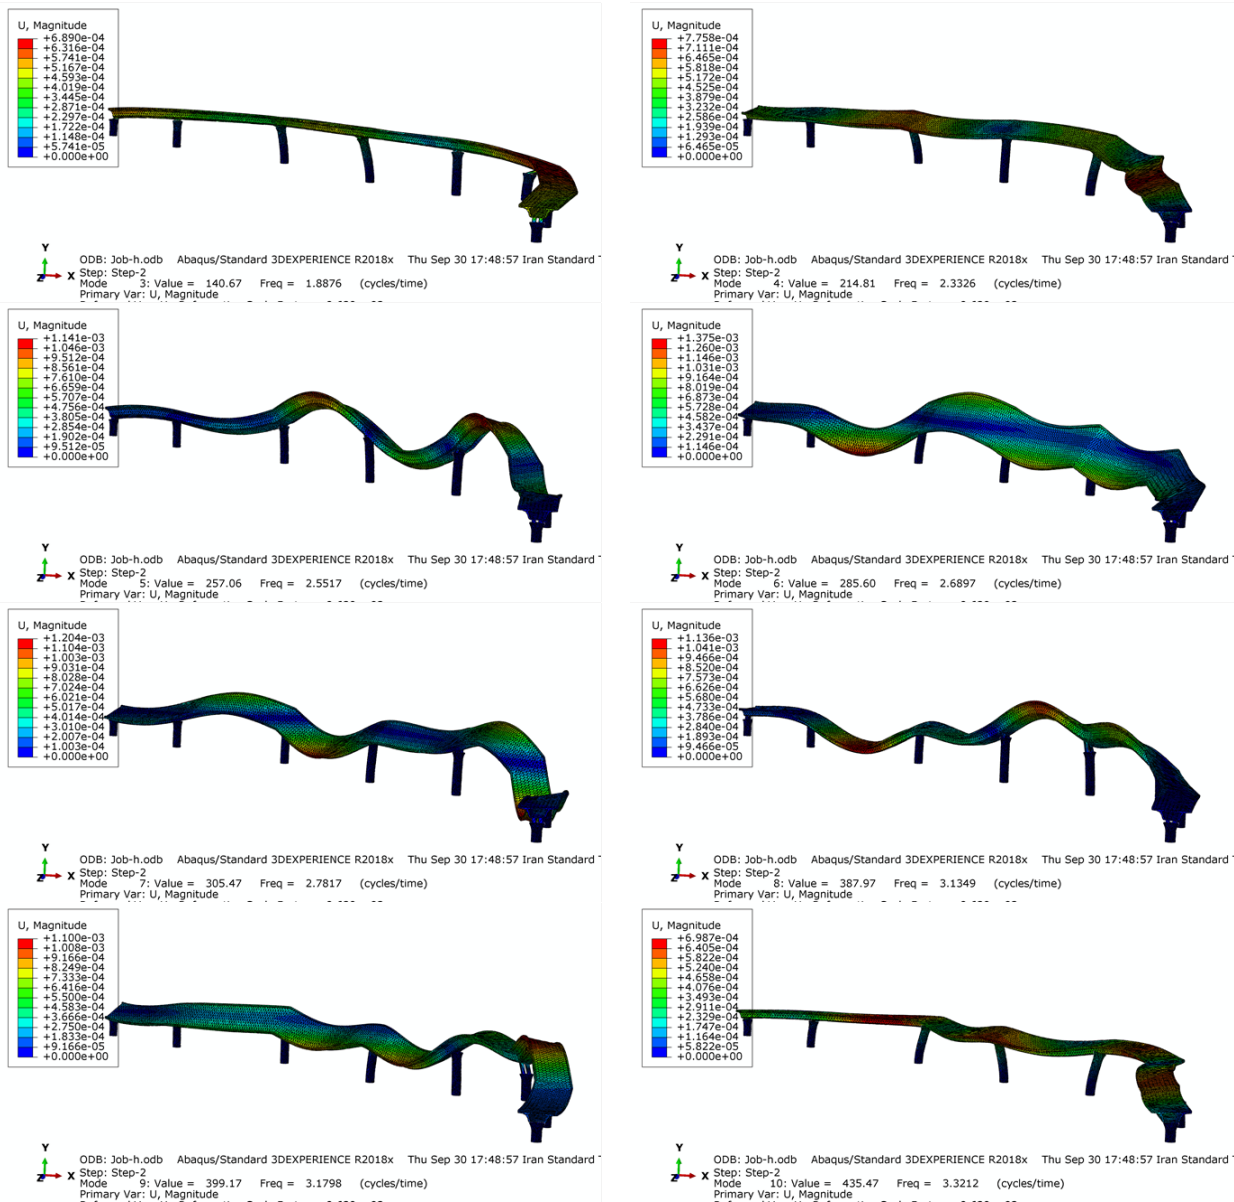 U, Magnitude
+6.890e-04
+6.316e-04
+5.741e-04
+5.167e-04
+4.593e-04
+4.019e-04
+3.445e-04
+2.871e-04
+2.297e-04
+1.722e-04
+1.148e-04
+5.741e-05
+0.000e+00
Y
Z X
ODB: Job-h.odb Abaqus/Standard 3DEXPERIENCE R2018x Thu Sep 30 17:48:57 Iran Standard T
Step: Step-2
Mode 3: Value = 140.67 Freq = 1.8876 (cycles/time)
Primary Var: U, Magnitude
U, Magnitude
+7.758e-04
+7.111e-04
+6.465e-04
+5.818e-04
+5.172e-04
+4.525e-04
+3.879e-04
+3.232e-04
+2.586e-04
+1.939e-04
+1.293e-04
+6.465e-05
+0.000e+00
Y
Z X
ODB: Job-h.odb Abaqus/Standard 3DEXPERIENCE R2018x Thu Sep 30 17:48:57 Iran Standard T
Step: Step-2
Mode 4: Value = 214.81 Freq = 2.3326 (cycles/time)
Primary Var: U, Magnitude
U, Magnitude
+1.141e-03
+1.046e-03
+9.512e-04
+8.561e-04
+7.610e-04
+6.659e-04
+5.707e-04
+4.756e-04
+3.805e-04
+2.854e-04
+1.902e-04
+9.512e-05
+0.000e+00
Y
Z X
ODB: Job-h.odb Abaqus/Standard 3DEXPERIENCE R2018x Thu Sep 30 17:48:57 Iran Standard T
Step: Step-2
Mode 5: Value = 257.06 Freq = 2.5517 (cycles/time)
Primary Var: U, Magnitude
U, Magnitude
+1.375e-03
+1.260e-03
+1.146e-03
+1.031e-03
+9.164e-04
+8.019e-04
+6.873e-04
+5.728e-04
+4.582e-04
+3.437e-04
+2.291e-04
+1.146e-04
+0.000e+00
Y
Z X
ODB: Job-h.odb Abaqus/Standard 3DEXPERIENCE R2018x Thu Sep 30 17:48:57 Iran Standard T
Step: Step-2
Mode 6: Value = 285.60 Freq = 2.6897 (cycles/time)
Primary Var: U, Magnitude
U, Magnitude
+1.204e-03
+1.104e-03
+1.003e-03
+9.031e-04
+8.028e-04
+7.024e-04
+6.021e-04
+5.017e-04
+4.014e-04
+3.010e-04
+2.007e-04
+1.003e-04
+0.000e+00
Y
Z X
ODB: Job-h.odb Abaqus/Standard 3DEXPERIENCE R2018x Thu Sep 30 17:48:57 Iran Standard T
Step: Step-2
Mode 7: Value = 305.47 Freq = 2.7817 (cycles/time)
Primary Var: U, Magnitude
U, Magnitude
+1.136e-03
+1.041e-03
+9.466e-04
+8.520e-04
+7.573e-04
+6.626e-04
+5.680e-04
+4.733e-04
+3.786e-04
+2.840e-04
+1.893e-04
+9.466e-05
+0.000e+00
Y
Z X
ODB: Job-h.odb Abaqus/Standard 3DEXPERIENCE R2018x Thu Sep 30 17:48:57 Iran Standard T
Step: Step-2
Mode 8: Value = 387.97 Freq = 3.1349 (cycles/time)
Primary Var: U, Magnitude
U, Magnitude
+1.100e-03
+1.008e-03
+9.166e-04
+8.249e-04
+7.333e-04
+6.416e-04
+5.500e-04
+4.583e-04
+3.666e-04
+2.750e-04
+1.833e-04
+9.166e-05
+0.000e+00
Y
Z X
ODB: Job-h.odb Abaqus/Standard 3DEXPERIENCE R2018x Thu Sep 30 17:48:57 Iran Standard T
Step: Step-2
Mode 9: Value = 399.17 Freq = 3.1798 (cycles/time)
Primary Var: U, Magnitude
U, Magnitude
+6.987e-04
+6.405e-04
+5.822e-04
+5.240e-04
+4.658e-04
+4.076e-04
+3.493e-04
+2.911e-04
+2.329e-04
+1.747e-04
+1.164e-04
+5.822e-05
+0.000e+00
Y
Z X
ODB: Job-h.odb Abaqus/Standard 3DEXPERIENCE R2018x Thu Sep 30 17:48:57 Iran Standard T
Step: Step-2
Mode 10: Value = 435.47 Freq = 3.3212 (cycles/time)
Primary Var: U, Magnitude